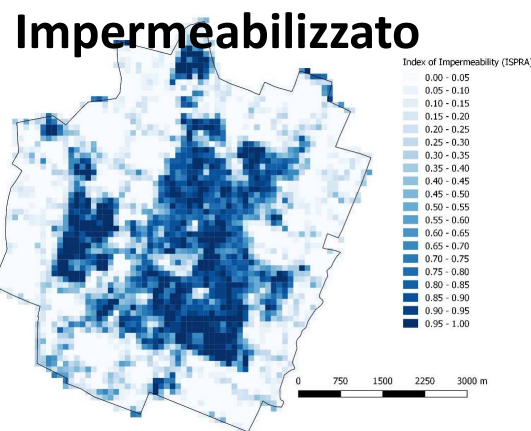 Impermeabilizzato
Index of Impermeability (ISPRA)
0.00 - 0.05
0.05 - 0.10
0.10 - 0.15
0.15 - 0.20
0.20 - 0.25
0.25 - 0.30
0.30 - 0.35
0.35 - 0.40
0.40 - 0.45
0.45 - 0.50
0.50 - 0.55
0.55 - 0.60
0.60 - 0.65
0.65 - 0.70
0.70 - 0.75
0.75 - 0.80
0.80 - 0.85
0.85 - 0.90
0.90 - 0.95
0.95 - 1.00
0 750 1500 2250 3000 m